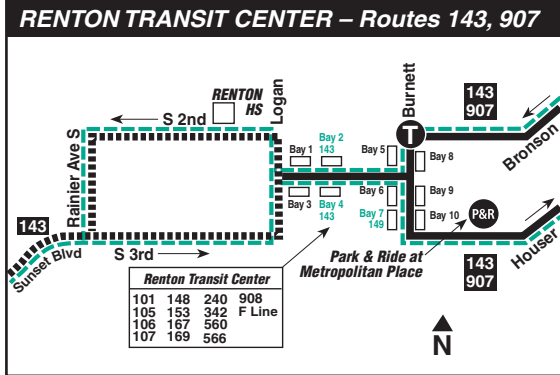 RENTON TRANSIT CENTER – Routes 143, 907
S 2nd
RENTON
HS
Logan
Burnett
143
907
Bronson
Bay 1
Bay 2
143
Bay 5
T
Bay 8
Rainier Ave S
Bay 3
Bay 4
143
Bay 6
Bay 7
149
Bay 9
Bay 10
P&R
143
Sunset Blvd
S 3rd
Park & Ride at
Metropolitan Place
Houser
143
907
Renton Transit Center
101 148 240 908
105 153 342 F Line
106 167 560
107 169 566
N